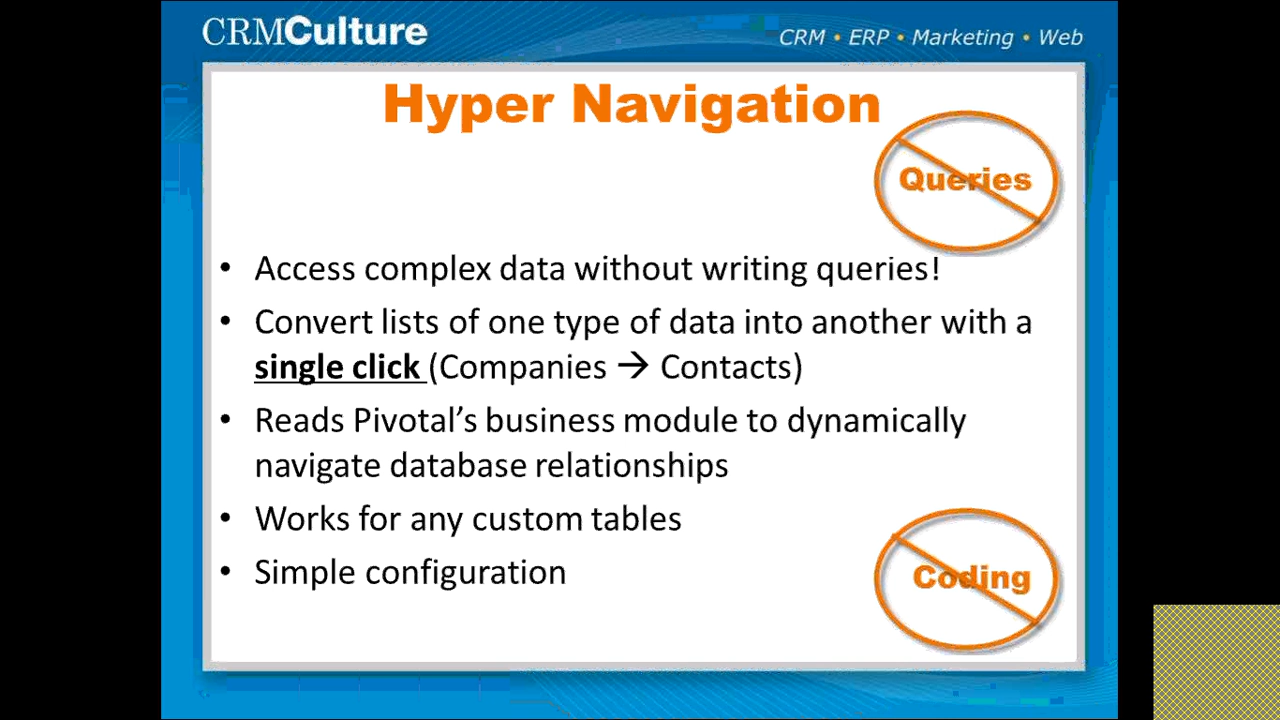 CRMCulture
CRM • ERP • Marketing • Web
Hyper Navigation
Queries
• Access complex data without writing queries!
• Convert lists of one type of data into another with a
single click (Companies → Contacts)
• Reads Pivotal’s business module to dynamically
navigate database relationships
• Works for any custom tables
• Simple configuration
Coding